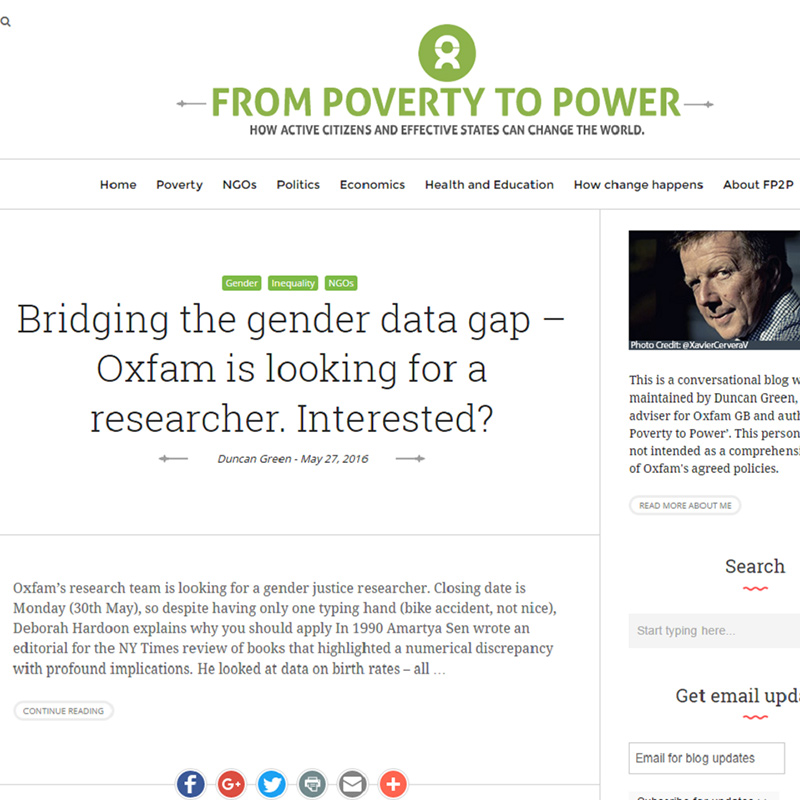 FROM POVERTY TO POWER
HOW ACTIVE CITIZENS AND EFFECTIVE STATES CAN CHANGE THE WORLD.
Home Poverty NGOs Politics Economics Health and Education How change happens About FP2P
Gender Inequality NGOs
Bridging the gender data gap –
Oxfam is looking for a
researcher. Interested?
Duncan Green - May 27, 2016
Oxfam's research team is looking for a gender justice researcher. Closing date is
Monday (30th May), so despite having only one typing hand (bike accident, not nice),
Deborah Hardoon explains why you should apply In 1990 Amartya Sen wrote an
editorial for the NY Times review of books that highlighted a numerical discrepancy
with profound implications. He looked at data on birth rates – all …
CONTINUE READING
Photo Credit: @XavierCerveraV
This is a conversational blog w
maintained by Duncan Green,
adviser for Oxfam GB and auth
Poverty to Power'. This person
not intended as a comprehensi
of Oxfam's agreed policies.
READ MORE ABOUT ME
Search
Start typing here...
Get email upda
Email for blog updates
Subscribe for updates >>